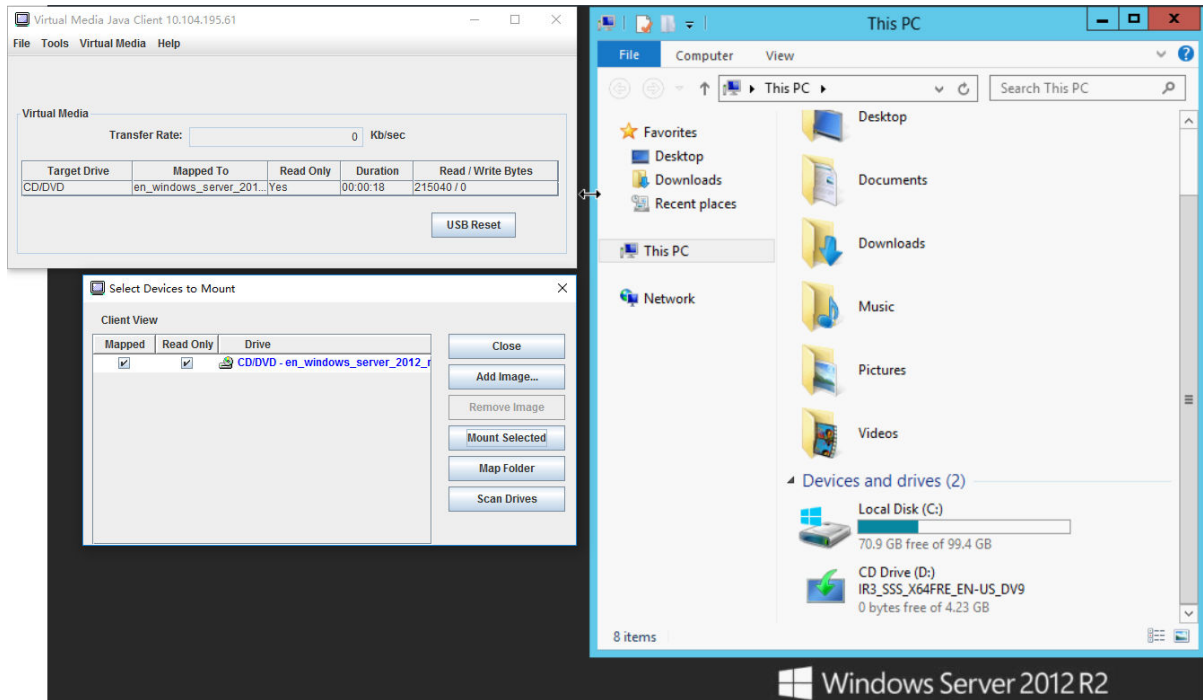 Virtual Media Java Client 10.104.195.61
File Tools Virtual Media Help
Virtual Media
Transfer Rate: 0 Kb/sec
Target Drive Mapped To Read Only Duration Read / Write Bytes
CD/DVD en_windows_server_201... Yes 00:00:18 215040 / 0
USB Reset
Select Devices to Mount
Client View
Mapped Read Only Drive
CD/DVD - en_windows_server_2012_r
Close
Add Image...
Remove Image
Mount Selected
Map Folder
Scan Drives
This PC
File Computer View
This PC
Search This PC
Favorites
Desktop
Downloads
Recent places
This PC
Network
Desktop
Documents
Downloads
Music
Pictures
Videos
Devices and drives (2)
Local Disk (C:)
70.9 GB free of 99.4 GB
CD Drive (D:)
IR3_SSS_X64FRE_EN-US_DV9
0 bytes free of 4.23 GB
8 items
Windows Server 2012 R2